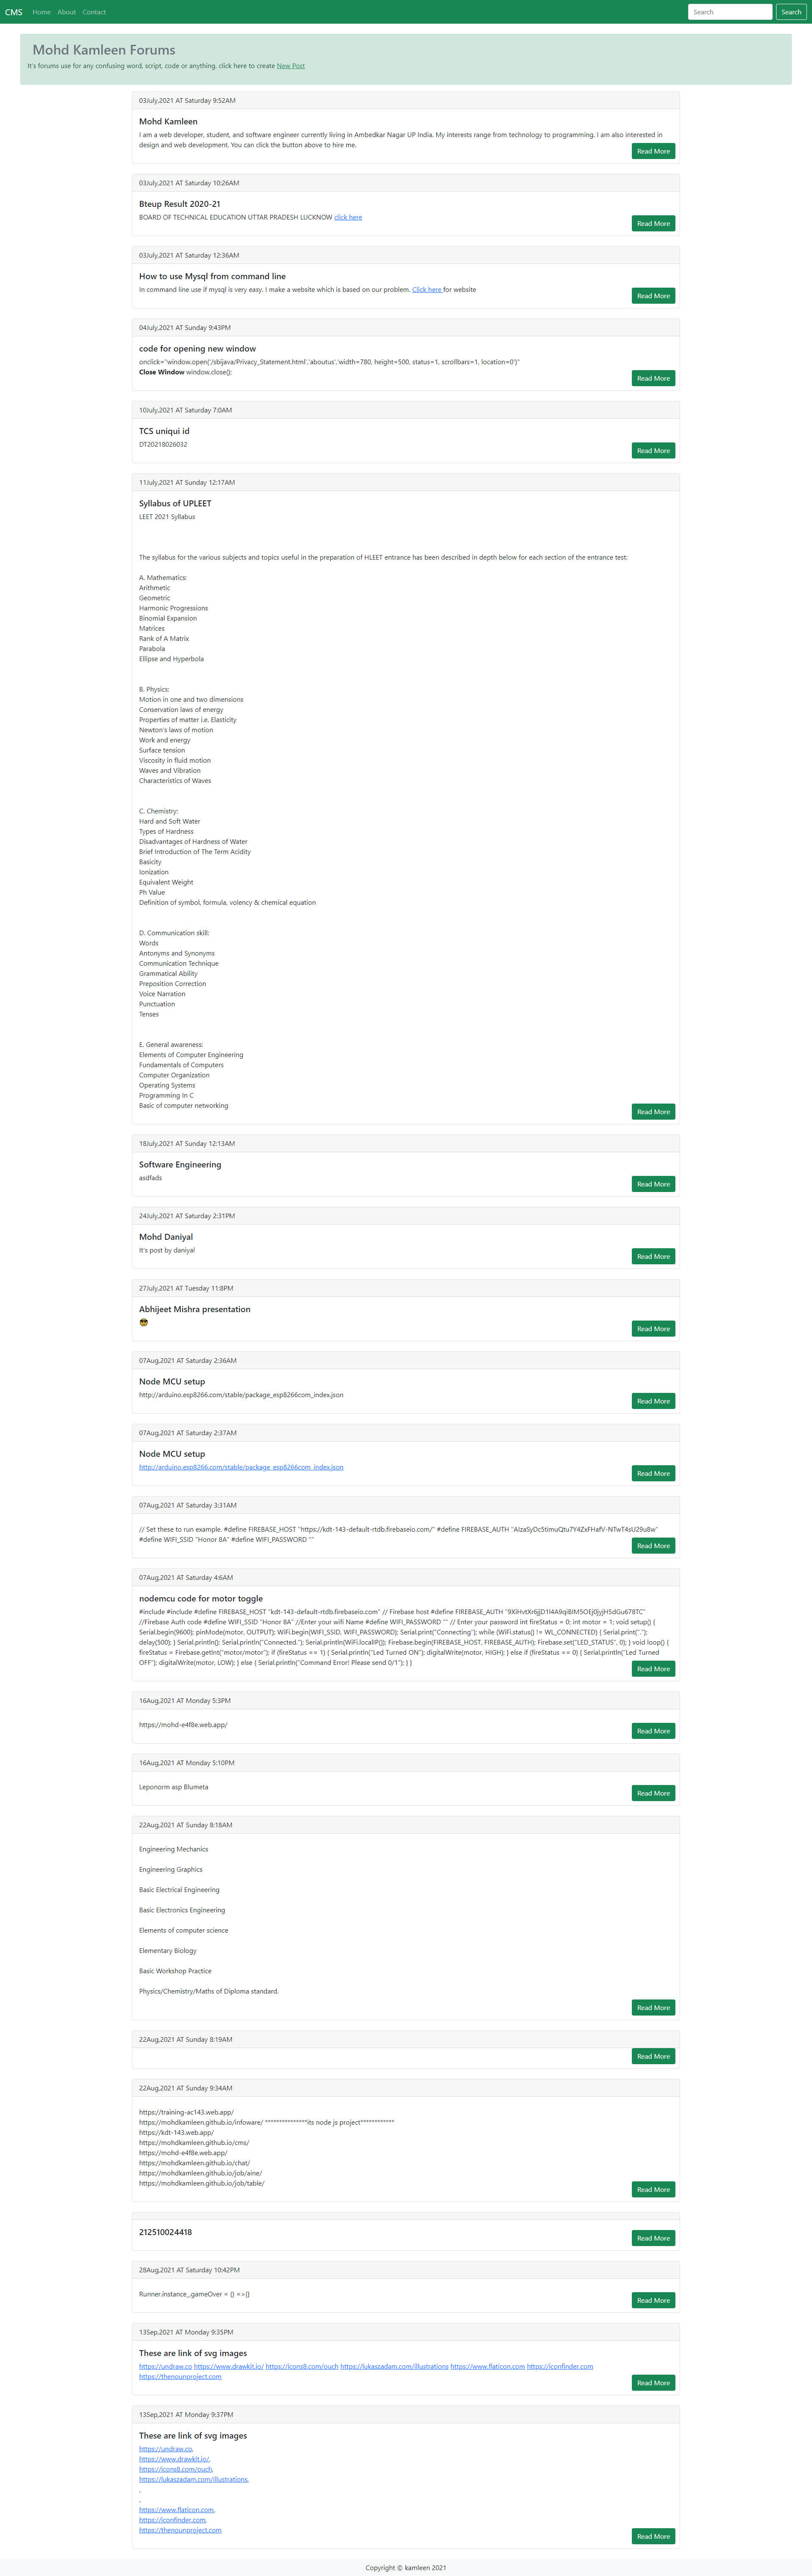 CMS Home About Contact Search Search
Mohd Kamleen Forums
It's forums use for any confusing word, script, code or anything. click here to create New Post
03July,2021 AT Saturday 9:52AM
Mohd Kamleen
I am a web developer, student, and software engineer currently living in Ambedkar Nagar UP India. My interests range from technology to programming. I am also interested in
design and web development. You can click the button above to hire me.
Read More
03July,2021 AT Saturday 10:26AM
Bteup Result 2020-21
BOARD OF TECHNICAL EDUCATION UTTAR PRADESH LUCKNOW click here
Read More
03July,2021 AT Saturday 12:36AM
How to use Mysql from command line
In command line use if mysql is very easy. I make a website which is based on our problem. Click here for website
Read More
04July,2021 AT Sunday 9:43PM
code for opening new window
onclick="window.open('/sbijava/Privacy_Statement.html','aboutus','width=780, height=500, status=1, scrollbars=1, location=0')"
Close Window window.close();
Read More
10July,2021 AT Saturday 7:0AM
TCS uniqui id
DT20218026032
Read More
11July,2021 AT Sunday 12:17AM
Syllabus of UPLEET
LEET 2021 Syllabus
The syllabus for the various subjects and topics useful in the preparation of HLEET entrance has been described in depth below for each section of the entrance test:
A. Mathematics:
Arithmetic
Geometric
Harmonic Progressions
Binomial Expansion
Matrices
Rank of A Matrix
Parabola
Ellipse and Hyperbola
B. Physics:
Motion in one and two dimensions
Conservation laws of energy
Properties of matter i.e. Elasticity
Newton's laws of motion
Work and energy
Surface tension
Viscosity in fluid motion
Waves and Vibration
Characteristics of Waves
C. Chemistry:
Hard and Soft Water
Types of Hardness
Disadvantages of Hardness of Water
Brief Introduction of The Term Acidity
Basicity
Ionization
Equivalent Weight
Ph Value
Definition of symbol, formula, volency & chemical equation
D. Communication skill:
Words
Antonyms and Synonyms
Communication Technique
Grammatical Ability
Preposition Correction
Voice Narration
Punctuation
Tenses
E. General awareness:
Elements of Computer Engineering
Fundamentals of Computers
Computer Organization
Operating Systems
Programming In C
Basic of computer networking
Read More
18July,2021 AT Sunday 12:13AM
Software Engineering
asdfads
Read More
24July,2021 AT Saturday 2:31PM
Mohd Daniyal
It's post by daniyal
Read More
27July,2021 AT Tuesday 11:8PM
Abhijeet Mishra presentation
😎
Read More
07Aug,2021 AT Saturday 2:36AM
Node MCU setup
http://arduino.esp8266.com/stable/package_esp8266com_index.json
Read More
07Aug,2021 AT Saturday 2:37AM
Node MCU setup
http://arduino.esp8266.com/stable/package_esp8266com_index.json
Read More
07Aug,2021 AT Saturday 3:31AM
// Set these to run example. #define FIREBASE_HOST "https://kdt-143-default-rtdb.firebaseio.com/" #define FIREBASE_AUTH
#define WIFI_SSID "Honor 8A" #define WIFI_PASSWORD ""
Read More
07Aug,2021 AT Saturday 4:6AM
nodemcu code for motor toggle
#include #include #define FIREBASE_HOST "kdt-143-default-rtdb.firebaseio.com" // Firebase host #define FIREBASE_AUTH
//Firebase Auth code #define WIFI_SSID "Honor 8A" //Enter your wifi Name #define WIFI_PASSWORD "" // Enter your password int fireStatus = 0; int motor = 1; void setup() {
Serial.begin(9600); pinMode(motor, OUTPUT); WiFi.begin(WIFI_SSID, WIFI_PASSWORD); Serial.print("Connecting"); while (WiFi.status() != WL_CONNECTED) { Serial.print(".");
delay(500); } Serial.println(); Serial.println("Connected."); Serial.println(WiFi.localIP()); Firebase.begin(FIREBASE_HOST, FIREBASE_AUTH); Firebase.set("LED_STATUS", 0); } void loop() {
fireStatus = Firebase.getInt("motor/motor"); if (fireStatus == 1) { Serial.println("Led Turned ON"); digitalWrite(motor, HIGH); } else if (fireStatus == 0) { Serial.println("Led Turned
OFF"); digitalWrite(motor, LOW); } else { Serial.println("Command Error! Please send 0/1"); } }
Read More
16Aug,2021 AT Monday 5:3PM
https://mohd-e4f8e.web.app/
Read More
16Aug,2021 AT Monday 5:10PM
Leponorm asp Blumeta
Read More
22Aug,2021 AT Sunday 8:18AM
Engineering Mechanics
Engineering Graphics
Basic Electrical Engineering
Basic Electronics Engineering
Elements of computer science
Elementary Biology
Basic Workshop Practice
Physics/Chemistry/Maths of Diploma standard.
Read More
22Aug,2021 AT Sunday 8:19AM
Read More
22Aug,2021 AT Sunday 9:34AM
https://training-ac143.web.app/
https://mohdkamleen.github.io/infoware/ ***************its node js project************
https://kdt-143.web.app/
https://mohdkamleen.github.io/cms/
https://mohd-e4f8e.web.app/
https://mohdkamleen.github.io/chat/
https://mohdkamleen.github.io/job/aine/
https://mohdkamleen.github.io/job/table/
Read More
212510024418
Read More
28Aug,2021 AT Saturday 10:42PM
Runner.instance_.gameOver = () =>{}
Read More
13Sep,2021 AT Monday 9:35PM
These are link of svg images
https://undraw.co https://www.drawkit.io/ https://icons8.com/ouch https://lukaszadam.com/illustrations https://www.flaticon.com https://iconfinder.com
https://thenounproject.com
Read More
13Sep,2021 AT Monday 9:37PM
These are link of svg images
https://undraw.co,
https://www.drawkit.io/,
https://icons8.com/ouch,
https://lukaszadam.com/illustrations,
,
,
https://www.flaticon.com,
https://iconfinder.com,
https://thenounproject.com
Read More
Copyright © kamleen 2021